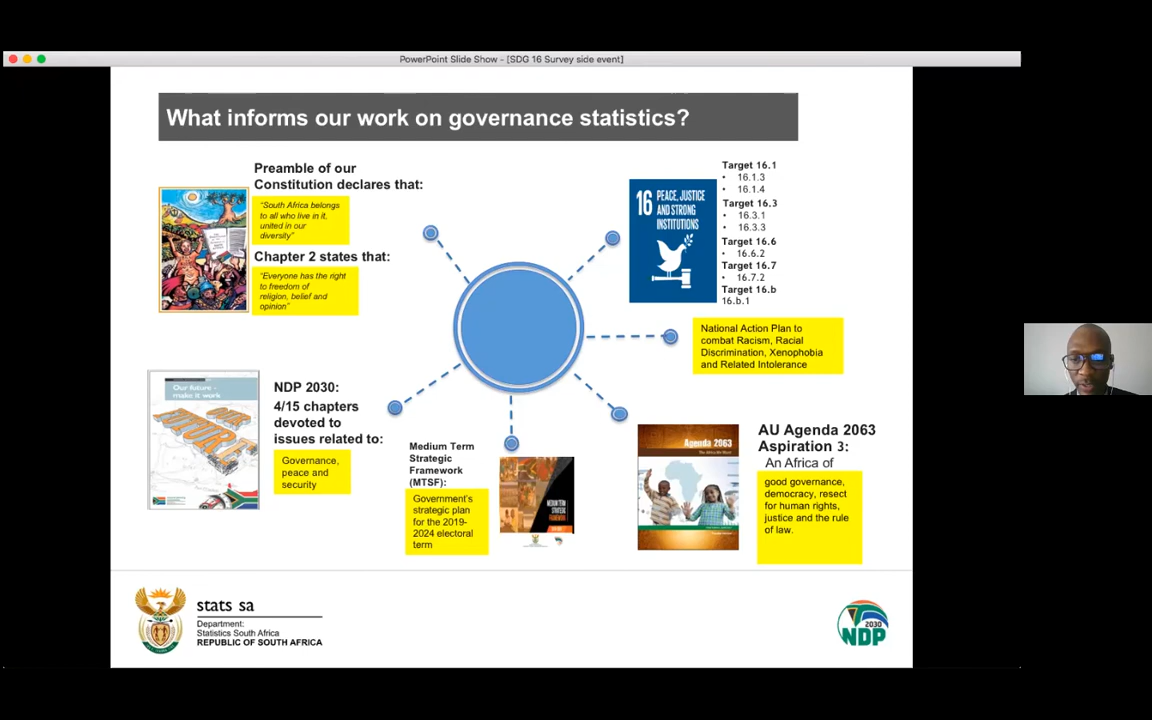 PowerPoint Slide Show - [SDG 16 Survey side event]
What informs our work on governance statistics?
Preamble of our
Constitution declares that:
“South Africa belongs
to all who live in it,
united in our
diversity”
Chapter 2 states that:
“Everyone has the right
to freedom of
religion, belief and
opinion”
16 PEACE, JUSTICE
AND STRONG
INSTITUTIONS
Target 16.1
• 16.1.3
• 16.1.4
Target 16.3
• 16.3.1
• 16.3.3
Target 16.6
• 16.6.2
Target 16.7
• 16.7.2
Target 16.b
16.b.1
National Action Plan to
combat Racism, Racial
Discrimination, Xenophobia
and Related Intolerance
Our future -
make it work
OUR
FUTURE
NDP 2030:
4/15 chapters
devoted to
issues related to:
Governance,
peace and
security
Medium Term
Strategic
Framework
(MTSF):
Government's
strategic plan
for the 2019-
2024 electoral
term
MEDIUM TERM
STRATEGIC
FRAMEWORK
Agenda 2063
AU Agenda 2063
Aspiration 3:
An Africa of
good governance,
democracy, resect
for human rights,
justice and the rule
of law.
stats sa
Department:
Statistics South Africa
REPUBLIC OF SOUTH AFRICA
2030
NDP